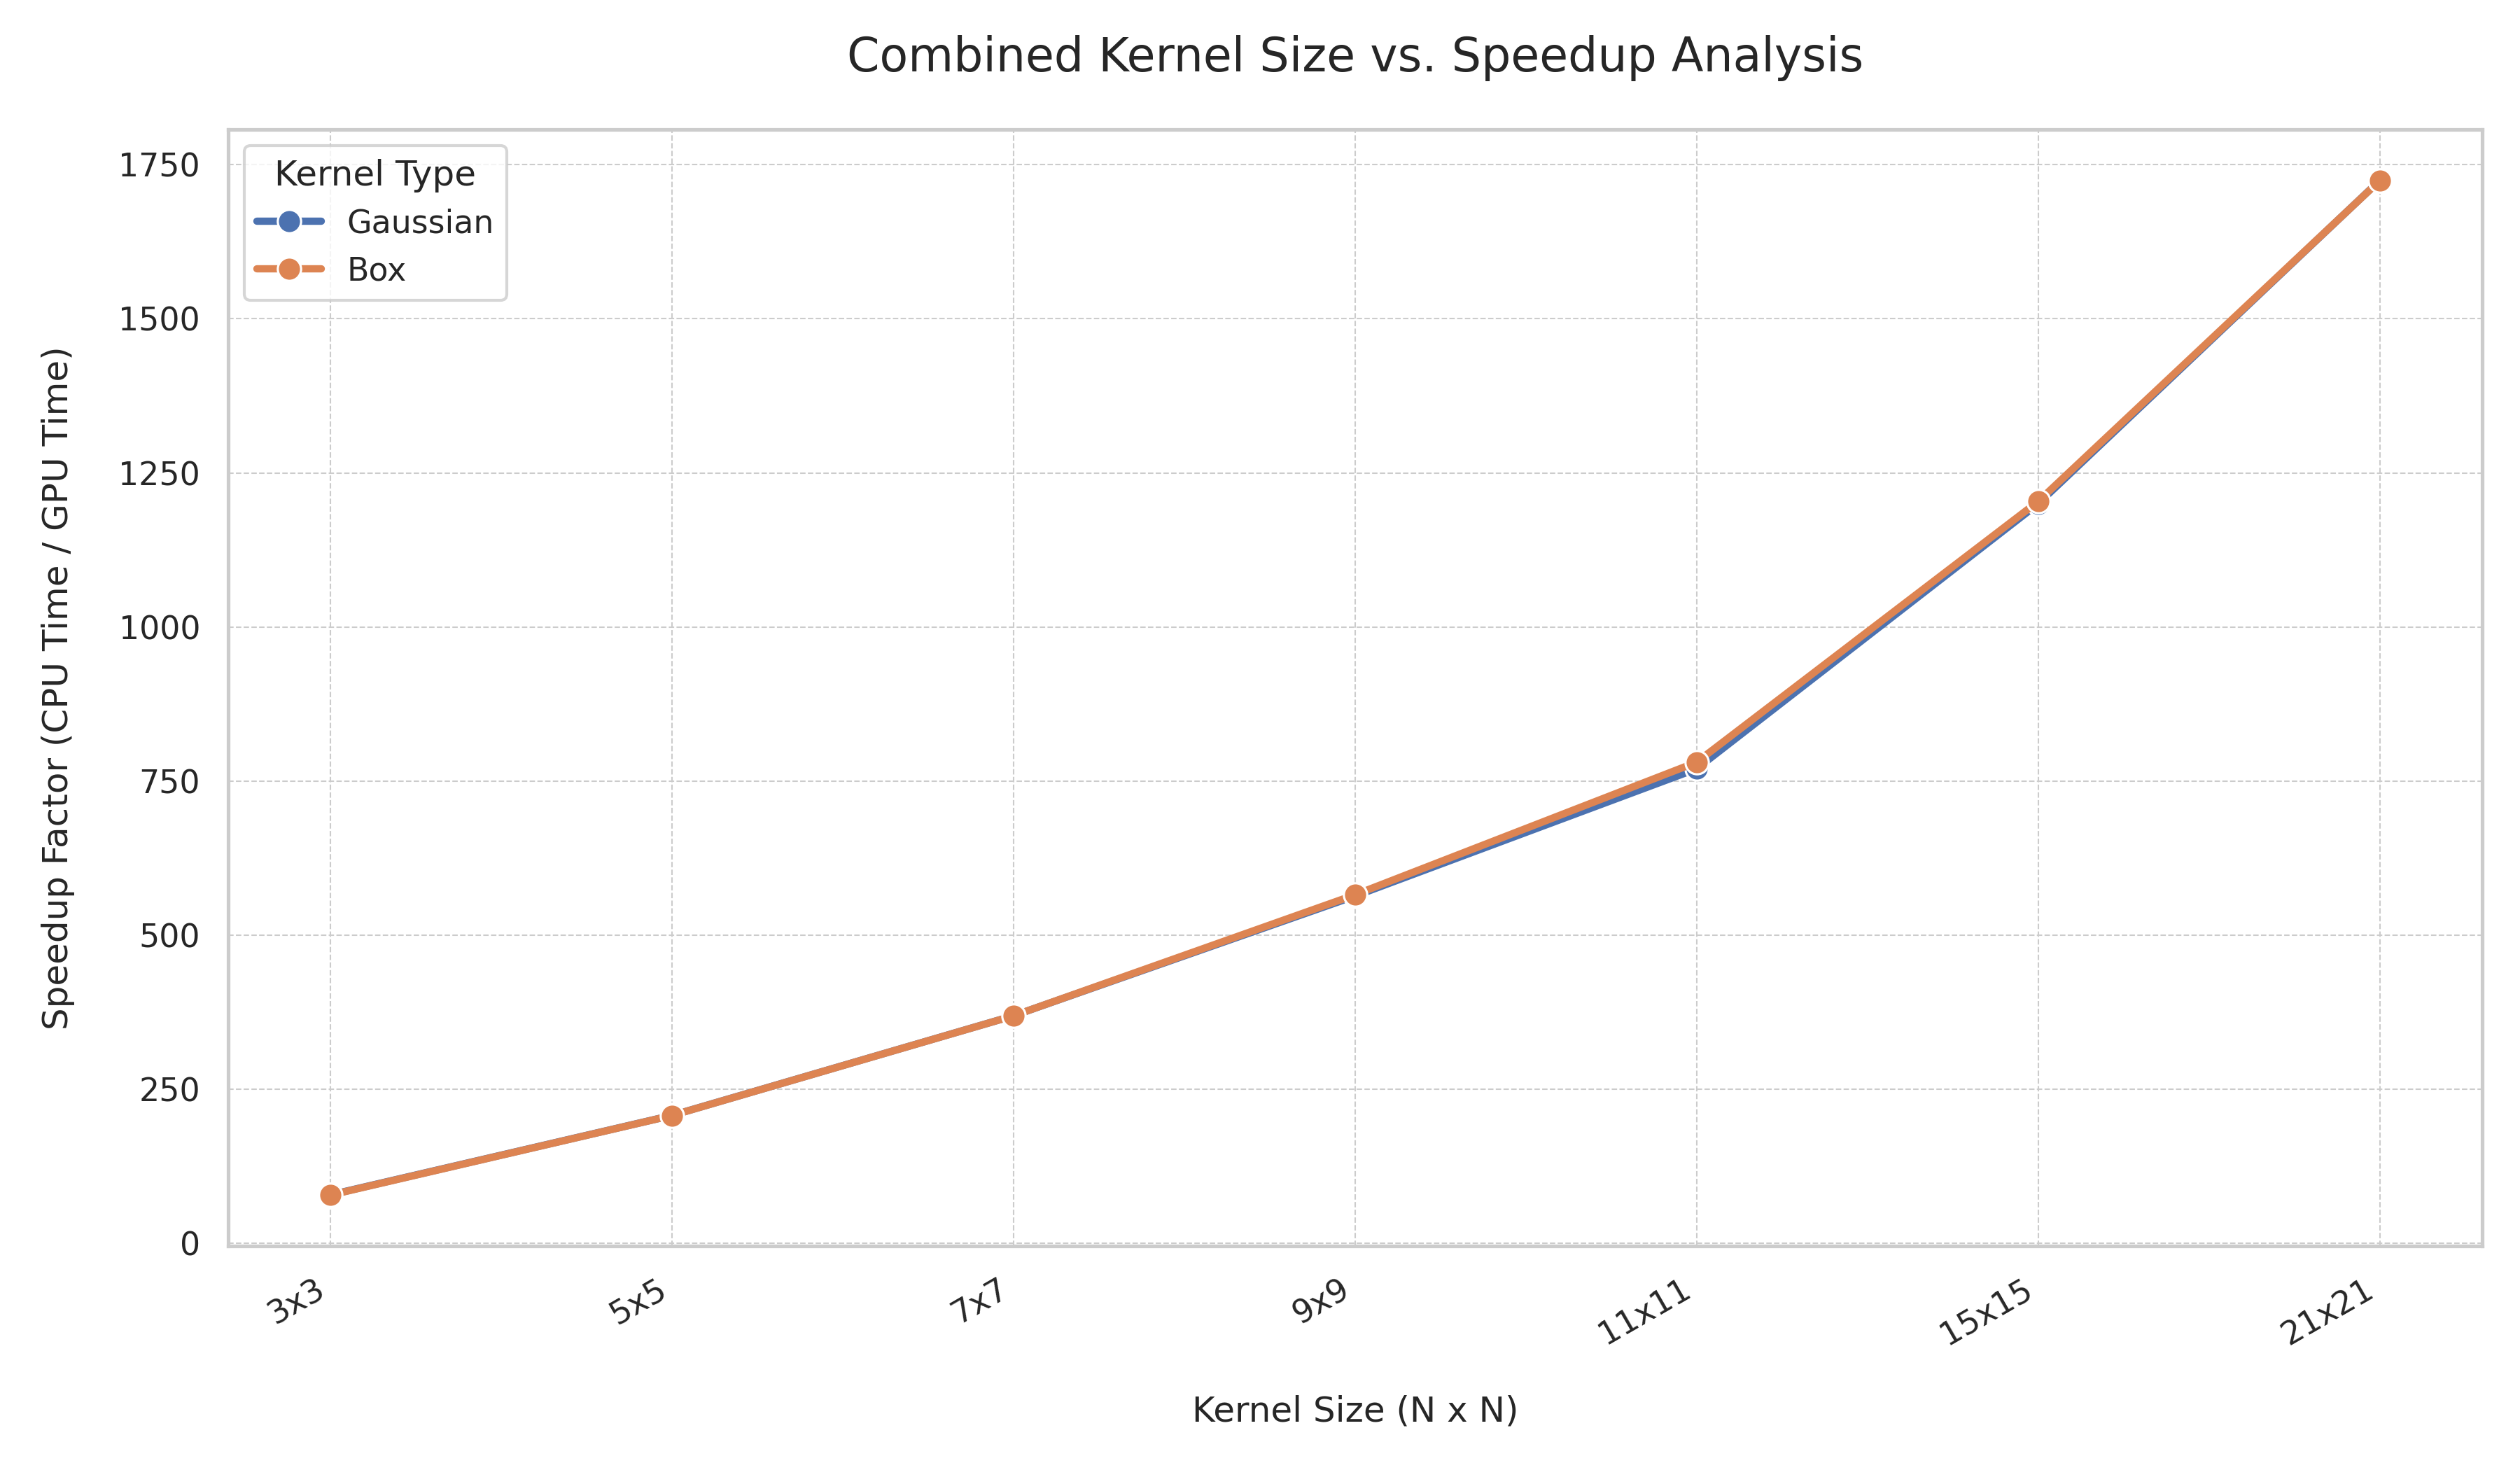 Combined Kernel Size vs. Speedup Analysis
Kernel Type
Gaussian
Box
Speedup Factor (CPU Time / GPU Time)
1750
1500
1250
1000
750
500
250
0
3x3
5x5
7x7
9x9
11x11
15x15
21x21
Kernel Size (N x N)